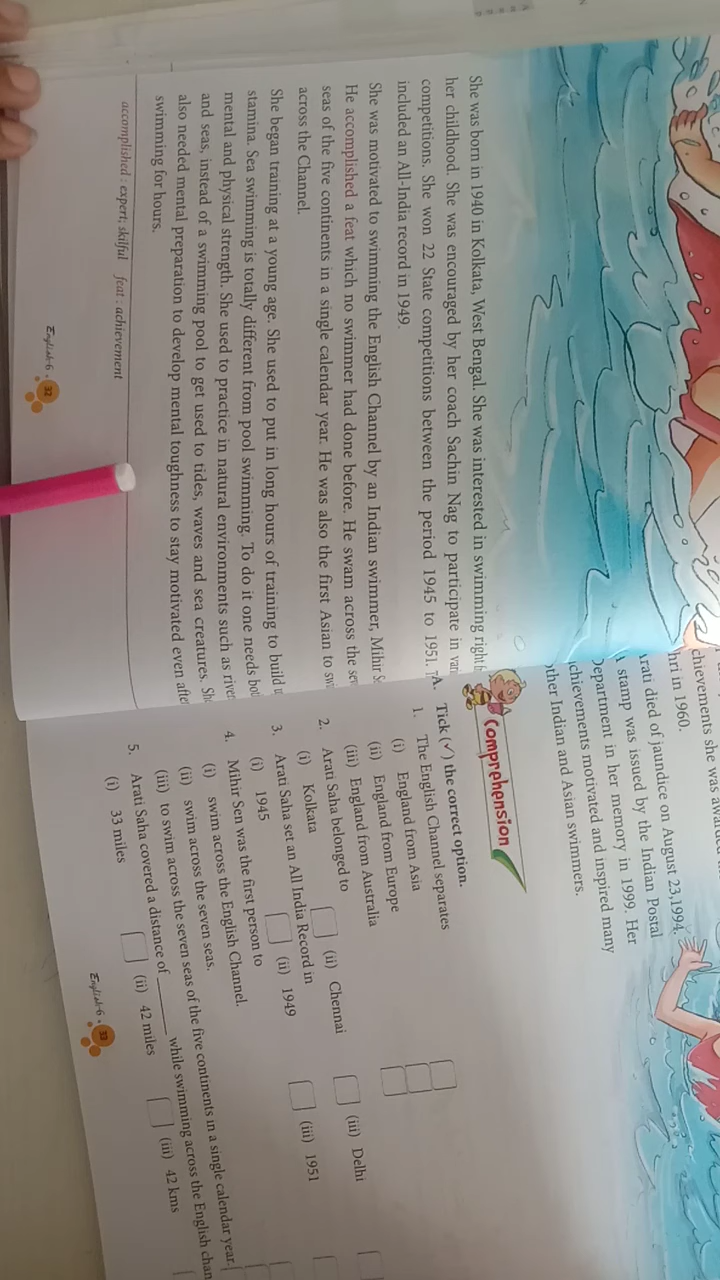 She was born in 1940 in Kolkata, West Bengal. She was interested in swimming right
her childhood. She was encouraged by her coach Sachin Nag to participate in
competitions. She won 22 State competitions between the period 1945 to 1951.
included an All-India record in 1949.
She was motivated to swimming the English Channel by an Indian swimmer, Mihir
He accomplished a feat which no swimmer had done before. He swam across the
seas of the five continents in a single calendar year. He was also the first Asian to
across the Channel.
She began training at a young age. She used to put in long hours of training to build
stamina. Sea swimming is totally different from pool swimming. To do it one needs
mental and physical strength. She used to practice in natural environments such as
and seas, instead of a swimming pool to get used to tides, waves and sea creatures.
also needed mental preparation to develop mental toughness to stay motivated even
swimming for hours.
accomplished : expert; skilful feat : achievement
English-6 • 32
chievements she was
hri in 1960.
rati died of jaundice on August 23,1994.
stamp was issued by the Indian Postal
epartment in her memory in 1999. Her
chievements motivated and inspired many
ther Indian and Asian swimmers.
Comprehension
A. Tick (✓) the correct option.
1. The English Channel separates
(i) England from Asia
(ii) England from Europe
(iii) England from Australia
2. Arati Saha belonged to
(i) Kolkata (ii) Chennai (iii) Delhi
3. Arati Saha set an All India Record in
(i) 1945 (ii) 1949 (iii) 1951
4. Mihir Sen was the first person to
(i) swim across the English Channel.
(ii) swim across the seven seas.
(iii) to swim across the seven seas of the five continents in a single calendar year.
5. Arati Saha covered a distance of ________ while swimming across the English chan
(i) 33 miles (ii) 42 miles (iii) 42 kms
English-6 • 33